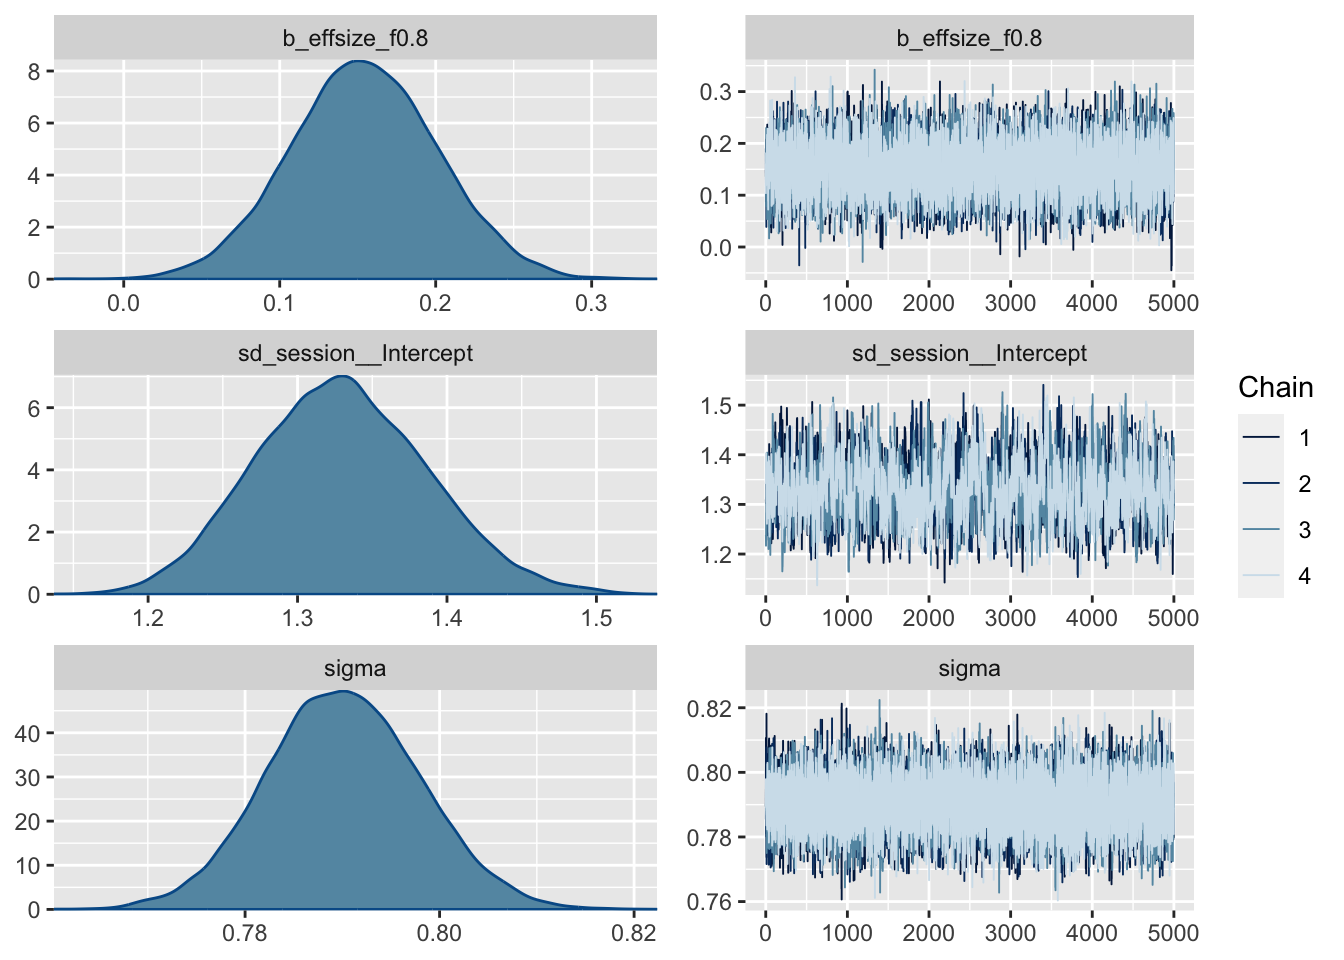 b_effsize_f0.8
8
6
4
2
0
0.0 0.1 0.2 0.3
b_effsize_f0.8
0.3
0.2
0.1
0.0
0 1000 2000 3000 4000 5000
sd_session__Intercept
6
4
2
0
1.2 1.3 1.4 1.5
sd_session__Intercept
1.5
1.4
1.3
1.2
0 1000 2000 3000 4000 5000
sigma
40
30
20
10
0
0.78 0.80 0.82
sigma
0.82
0.80
0.78
0.76
0 1000 2000 3000 4000 5000
Chain
1
2
3
4